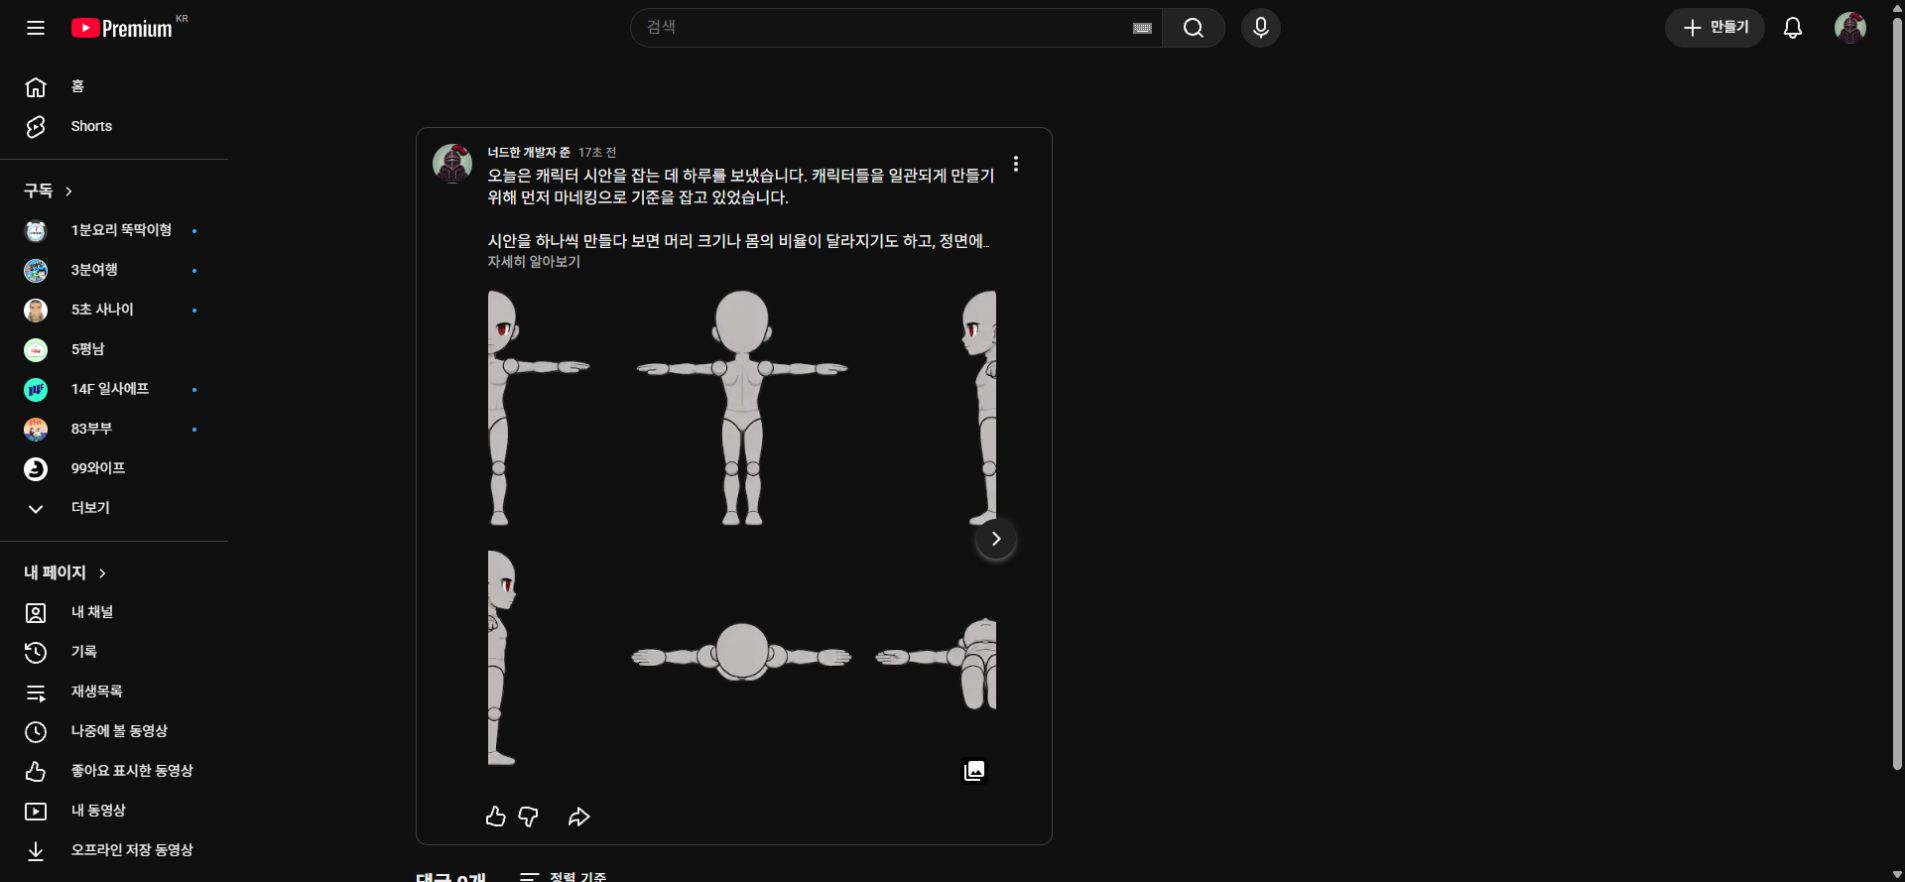 Premium KR
검색
만들기
홈
Shorts
구독
1분요리 뚝딱이형
3분여행
5초 사나이
5평남
14F 일사에프
83부부
99와이프
더보기
내 페이지
내 채널
기록
재생목록
나중에 볼 동영상
좋아요 표시한 동영상
내 동영상
오프라인 저장 동영상
너드한 개발자 준 17초 전
오늘은 캐릭터 시안을 잡는 데 하루를 보냈습니다. 캐릭터들을 일관되게 만들기
위해 먼저 마네킹으로 기준을 잡고 있었습니다.
시안을 하나씩 만들다 보면 머리 크기나 몸의 비율이 달라지기도 하고, 정면에...
자세히 알아보기
댓글 0개
정렬 기준